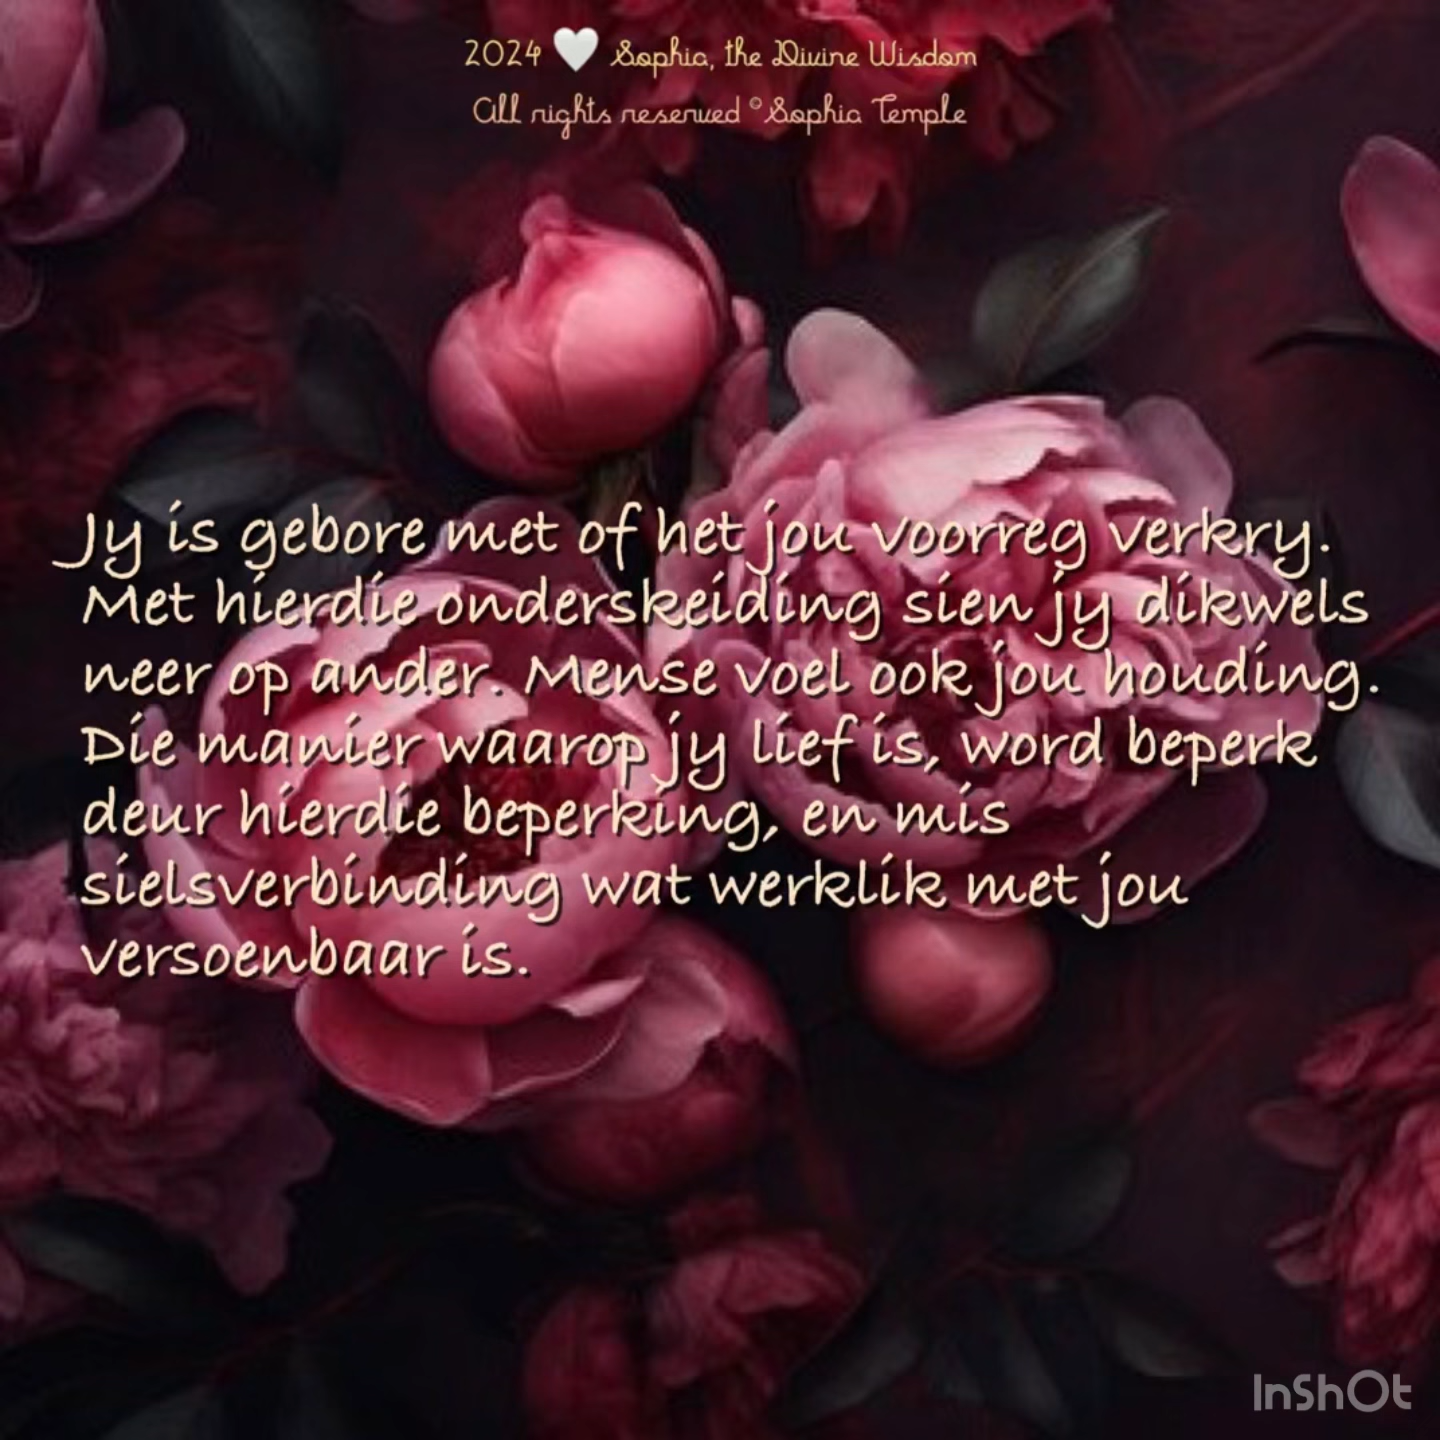 2024 🤍 Sophia, the Divine Wisdom
All rights reserved © Sophia Temple
Jy is gebore met of het jou voorreg verkry.
Met hierdie onderskeiding sien jy dikwels
neer op ander. Mense voel ook jou houding.
Die manier waarop jy lief is, word beperk
deur hierdie beperking, en mis
sielsverbinding wat werklik met jou
versoenbaar is.
InShOt